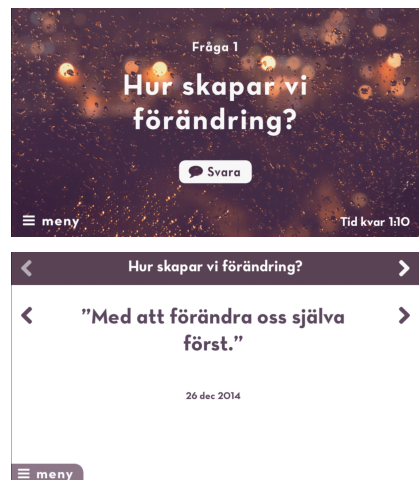 Fråga 1
Hur skapar vi
förändring?
Svara
meny
Tid kvar 1:10
Hur skapar vi förändring?
”Med att förändra oss själva
först.”
26 dec 2014
meny